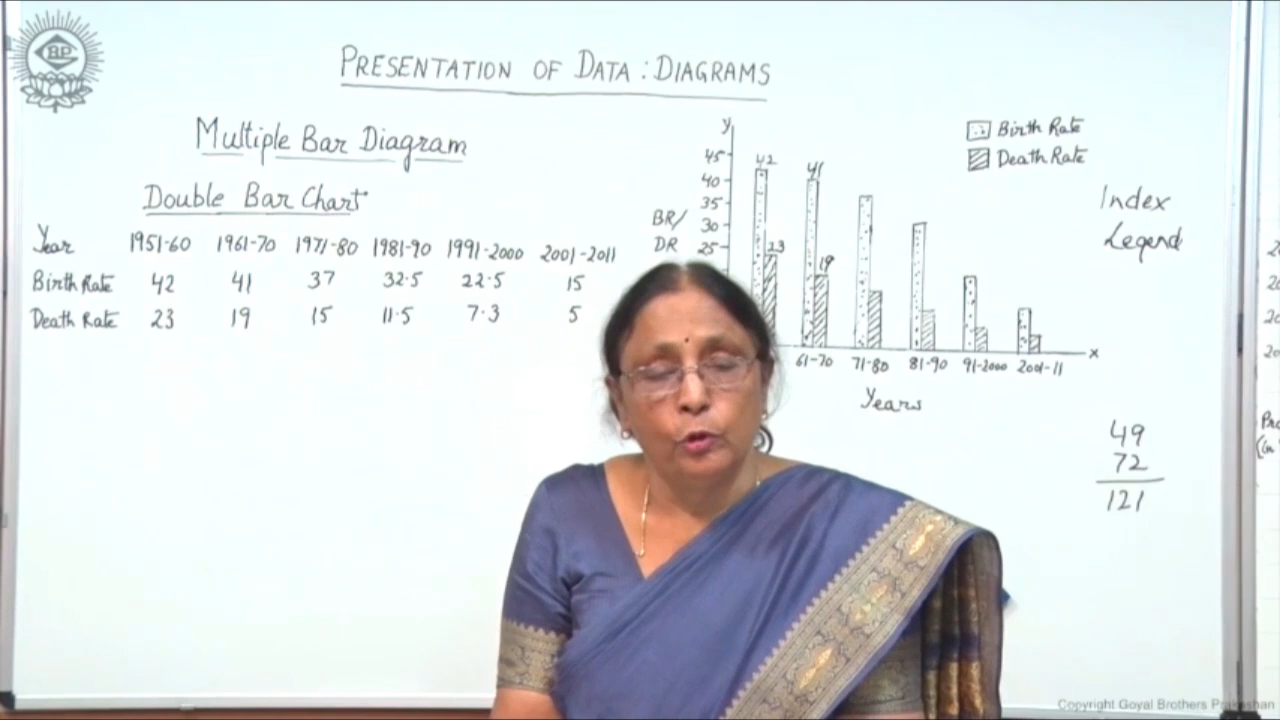 GBP
PRESENTATION OF DATA : DIAGRAMS
Multiple Bar Diagram
Double Bar Chart
Year 1951-60 1961-70 1971-80 1981-90 1991-2000 2001-2011
Birth Rate 42 41 37 32.5 22.5 15
Death Rate 23 19 15 11.5 7.3 5
Birth Rate
Death Rate
Index
Legend
y
45
40
35
30
25
BR/
DR
42
23
41
19
x
61-70 71-80 81-90 91-2000 2001-11
Years
49
72
121
Copyright Goyal Brothers Prakashan